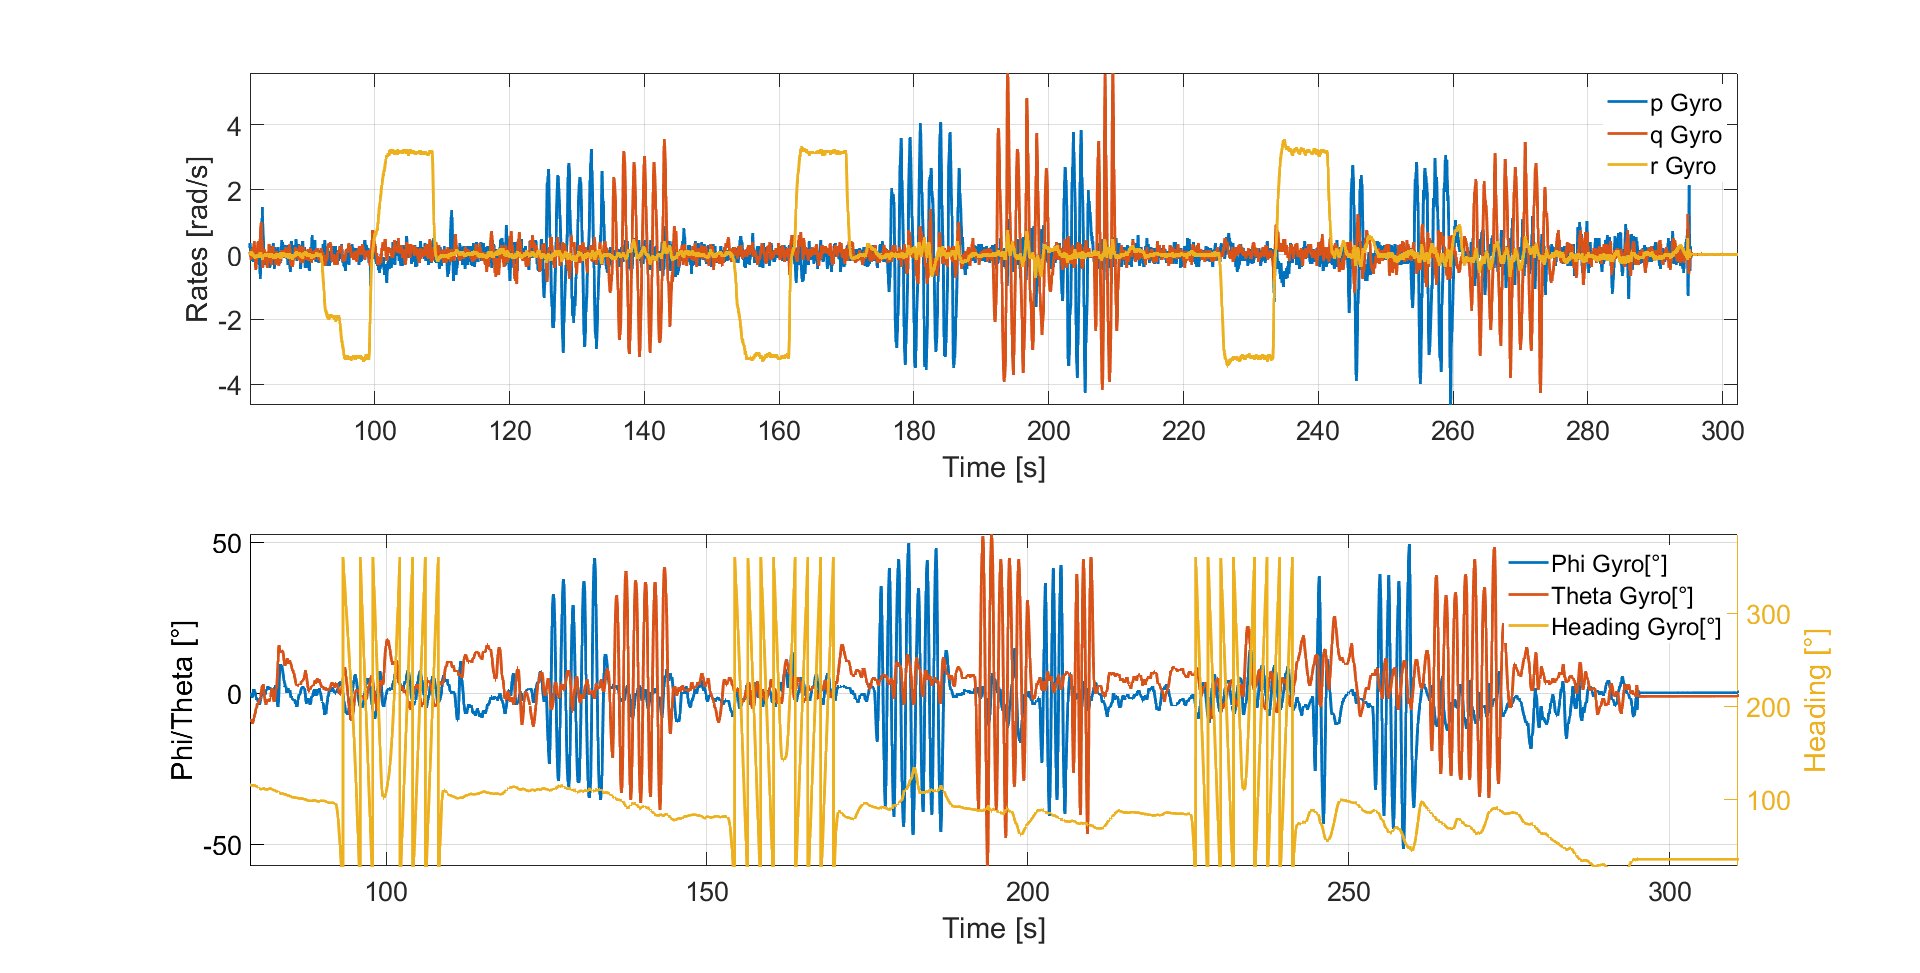 Rates [rad/s]
4
2
0
-2
-4
p Gyro
q Gyro
r Gyro
100 120 140 160 180 200 220 240 260 280 300
Time [s]
Phi/Theta [°]
50
0
-50
Phi Gyro[°]
Theta Gyro[°]
Heading Gyro[°]
300
200
100
Heading [°]
100 150 200 250 300
Time [s]